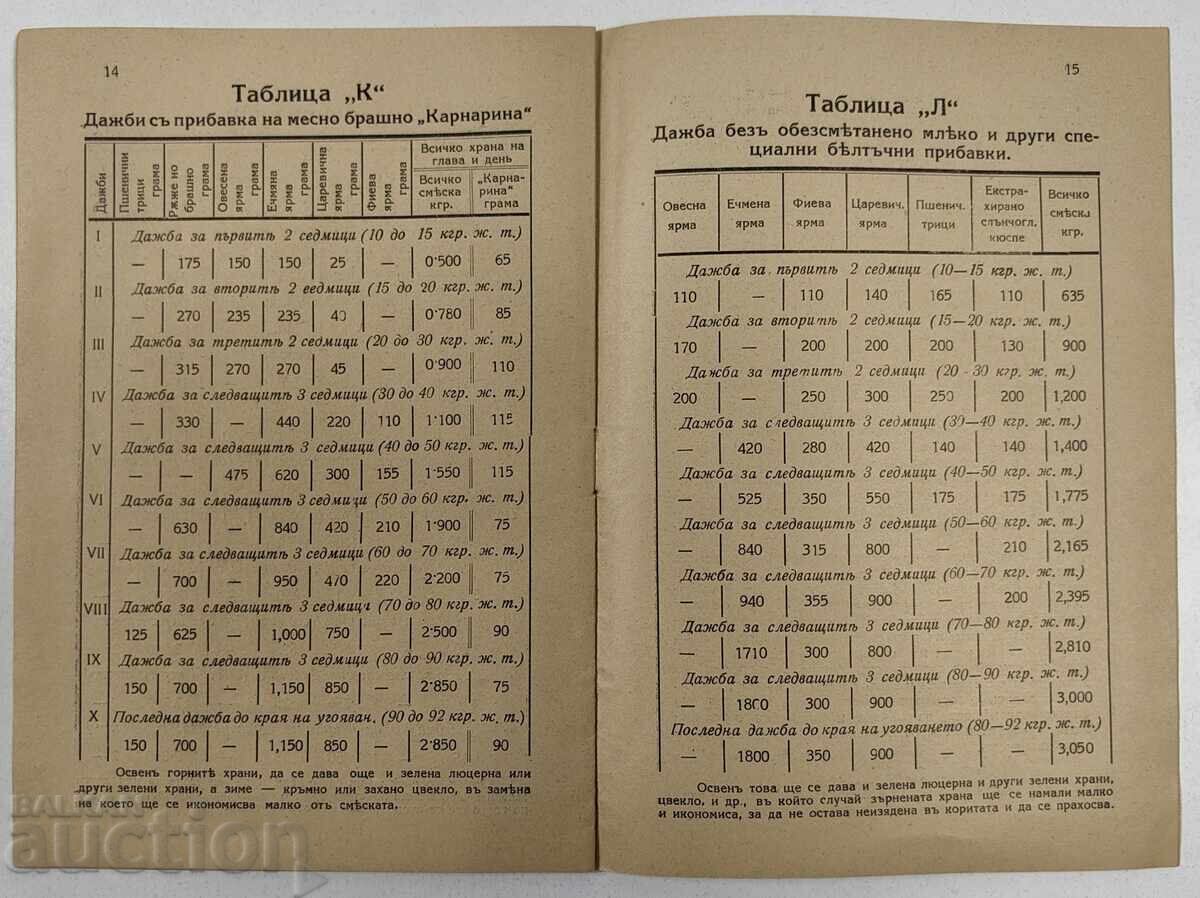 14
Таблица „К“
Дажби съ прибавка на месно брашно „Карнарина“
Дажби | Пшенични трици грама | Ржжено брашно грама | Овесена ярма грама | Ечмяна ярма грама | Царевична ярма грама | Фиева ярма грама | Всичко храна на глава и день
Всичко смѣска кгр. | „Карнарина“ грама
I Дажба за първитѣ 2 седмици (10 до 15 кгр. ж. т.)
— 175 150 150 25 — 0·500 65
II Дажба за вторитѣ 2 еедмици (15 до 20 кгр. ж. т.)
— 270 235 235 40 — 0·780 85
III Дажба за третитѣ 2 седмици (20 до 30 кгр. ж. т.)
— 315 270 270 45 — 0·900 110
IV Дажба за следващитѣ 3 седмици (30 до 40 кгр. ж. т.)
— 330 — 440 220 110 1·100 115
V Дажба за следващитѣ 3 седмици (40 до 50 кгр. ж. т.)
— — 475 620 300 155 1·550 115
VI Дажба за следващитѣ 3 седмици (50 до 60 кгр. ж. т.)
— 630 — 840 420 210 1·900 75
VII Дажба за следващитѣ 3 седмици (60 до 70 кгр. ж. т.)
— 700 — 950 470 220 2·200 75
VIII Дажба за следващитѣ 3 седмици (70 до 80 кгр. ж. т.)
125 625 — 1,000 750 — 2·500 90
IX Дажба за следващитѣ 3 седмици (80 до 90 кгр. ж. т.)
150 700 — 1,150 850 — 2·850 75
X Последна дажба до края на угояван. (90 до 92 кгр. ж. т.)
150 700 — 1,150 850 — 2·850 90
Освенъ горнитѣ храни, да се дава още и зелена люцерна или
други зелени храни, а зиме — кръмно или захано цвекло, въ замѣна
на което ще се икономисва малко отъ смѣската.
15
Таблица „Л“
Дажба безъ обезсмѣтанено млѣко и други спе-
циални бѣлтъчни прибавки.
Овесна ярма | Ечмена ярма | Фиева ярма | Царевич. ярма | Пшенич. трици | Екстрахирано слънчогл. кюспе | Всичко смѣска кгр.
Дажба за първитѣ 2 седмици (10—15 кгр. ж. т.)
110 — 110 140 165 110 635
Дажба за вторитѣ 2 седмици (15—20 кгр. ж. т.)
170 — 200 200 200 130 900
Дажба за третитѣ 2 седмици (20-30 кгр. ж. т.)
200 — 250 300 250 200 1,200
Дажба за следващитѣ 3 седмици (30—40 кгр. ж. т.)
— 420 280 420 140 140 1,400
Дажба за следващитѣ 3 седмици (40—50 кгр. ж. т.)
— 525 350 550 175 175 1,775
Дажба за следващитѣ 3 седмици (50—60 кгр. ж. т.)
— 840 315 800 — 210 2,165
Дажба за следващитѣ 3 седмици (60—70 кгр. ж. т.)
— 940 355 900 — 200 2,395
Дажба за следващитѣ 3 седмици (70—80 кгр. ж. т.)
— 1710 300 800 — — 2,810
Дажба за следващитѣ 3 седмици (80—90 кгр. ж. т.)
— 1800 300 900 — — 3,000
Последна дажба до края на угояването (80—92 кгр. ж. т.)
— 1800 350 900 — — 3,050
Освенъ това ще се дава и зелена люцерна и други зелени храни,
цвекло, и др., въ който случай зърнената храна ще се намали малко
и икономиса, за да не остава неизядена въ коритата и да се прахосва.
BALKAN
auction